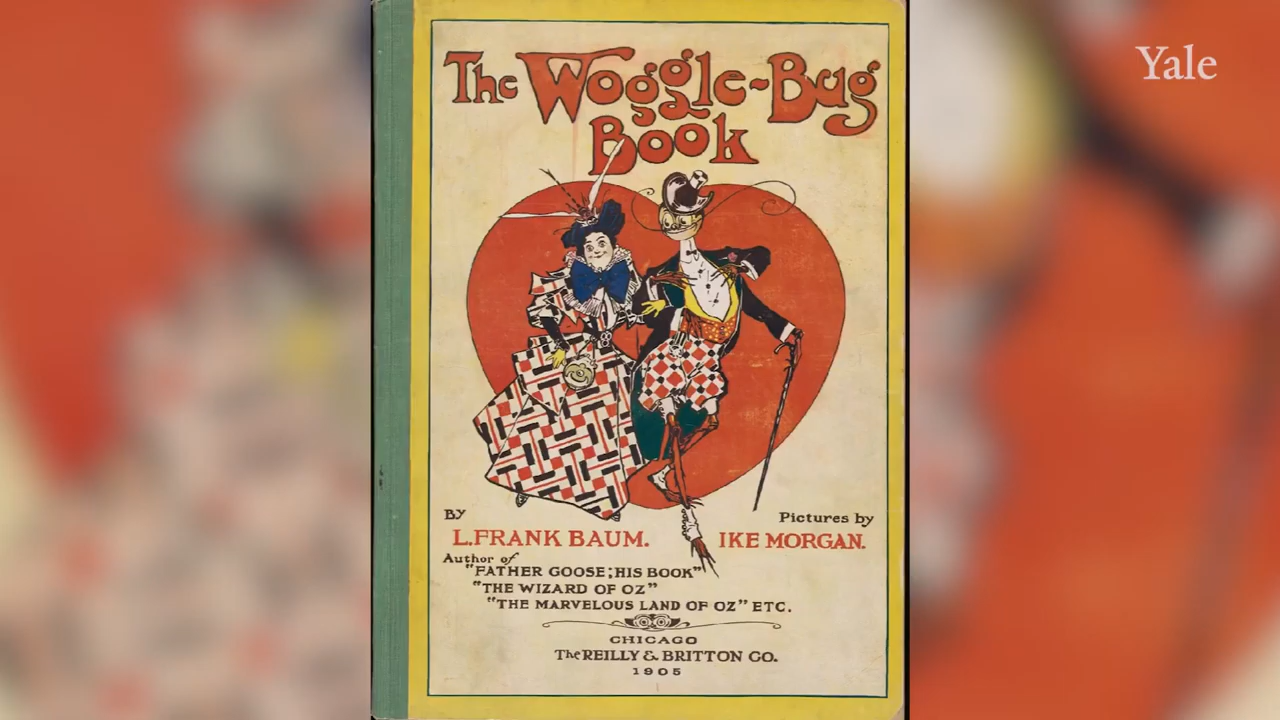 Yale
The Woggle-Bug
Book
By
L. FRANK BAUM.
Pictures by
IKE MORGAN.
Author of
"FATHER GOOSE; HIS BOOK"
"THE WIZARD OF OZ"
"THE MARVELOUS LAND OF OZ" ETC.
CHICAGO
The REILLY & BRITTON CO.
1905